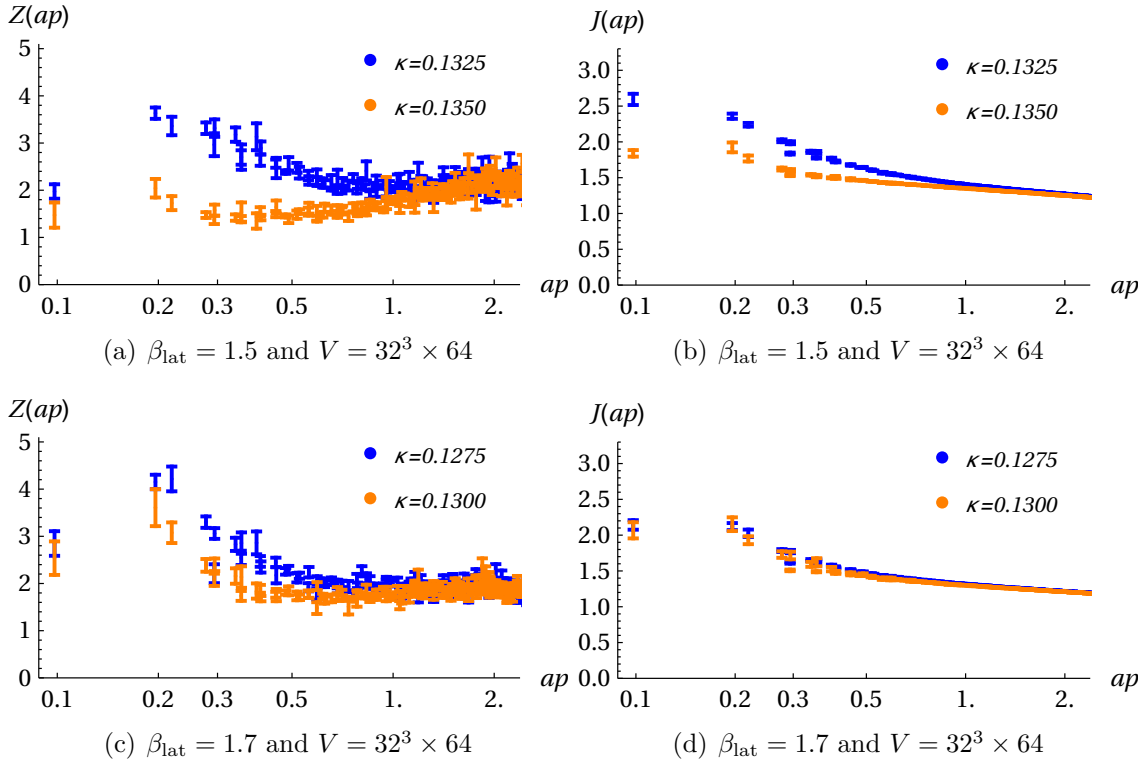 Z(ap)
5
4
3
2
1
0
0.1 0.2 0.3 0.5 1. 2.
ap
κ=0.1325
κ=0.1350
(a) β_lat = 1.5 and V = 32³ × 64
J(ap)
3.0
2.5
2.0
1.5
1.0
0.5
0.0
0.1 0.2 0.3 0.5 1. 2.
ap
κ=0.1325
κ=0.1350
(b) β_lat = 1.5 and V = 32³ × 64
Z(ap)
5
4
3
2
1
0
0.1 0.2 0.3 0.5 1. 2.
ap
κ=0.1275
κ=0.1300
(c) β_lat = 1.7 and V = 32³ × 64
J(ap)
3.0
2.5
2.0
1.5
1.0
0.5
0.0
0.1 0.2 0.3 0.5 1. 2.
ap
κ=0.1275
κ=0.1300
(d) β_lat = 1.7 and V = 32³ × 64